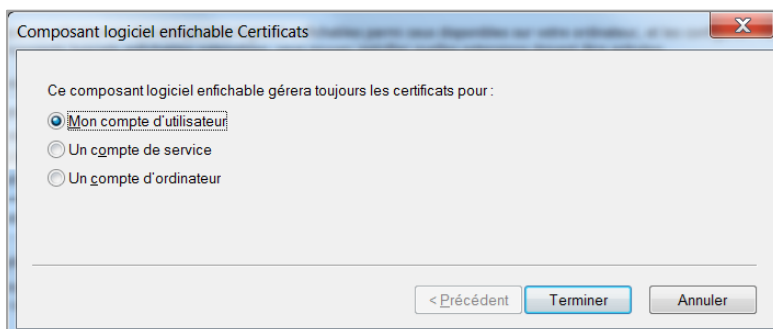 Composant logiciel enfichable Certificats
Ce composant logiciel enfichable gérera toujours les certificats pour :
Mon compte d'utilisateur
Un compte de service
Un compte d'ordinateur
< Précédent
Terminer
Annuler